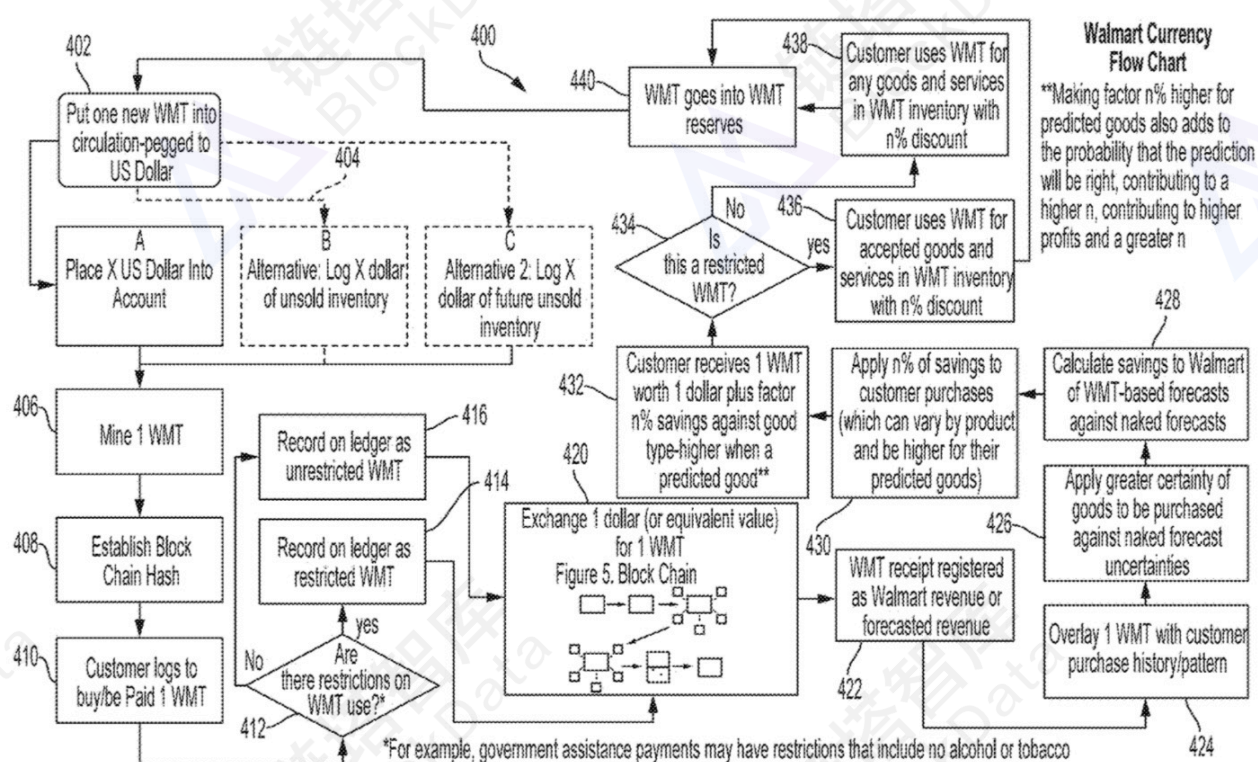 Walmart Currency
Flow Chart
**Making factor n% higher for
predicted goods also adds to
the probability that the prediction
will be right, contributing to a
higher n, contributing to higher
profits and a greater n
400
402
Put one new WMT into
circulation-pegged to
US Dollar
404
A
Place X US Dollar Into
Account
B
Alternative: Log X dollar
of unsold inventory
C
Alternative 2: Log X
dollar of future unsold
inventory
406
Mine 1 WMT
408
Establish Block
Chain Hash
410
Customer logs to
buy/be Paid 1 WMT
412
Are
there restrictions on
WMT use?*
No
yes
414
Record on ledger as
restricted WMT
416
Record on ledger as
unrestricted WMT
420
Exchange 1 dollar (or equivalent value)
for 1 WMT
Figure 5. Block Chain
422
WMT receipt registered
as Walmart revenue or
forecasted revenue
424
Overlay 1 WMT with customer
purchase history/pattern
426
Apply greater certainty of
goods to be purchased
against naked forecast
uncertainties
428
Calculate savings to Walmart
of WMT-based forecasts
against naked forecasts
430
Apply n% of savings to
customer purchases
(which can vary by product
and be higher for their
predicted goods)
432
Customer receives 1 WMT
worth 1 dollar plus factor
n% savings against good
type-higher when a
predicted good**
434
Is
this a restricted
WMT?
No
yes
436
Customer uses WMT for
accepted goods and
services in WMT inventory
with n% discount
438
Customer uses WMT for
any goods and services
in WMT inventory with
n% discount
440
WMT goes into WMT
reserves
*For example, government assistance payments may have restrictions that include no alcohol or tobacco
链塔智库
BlockData